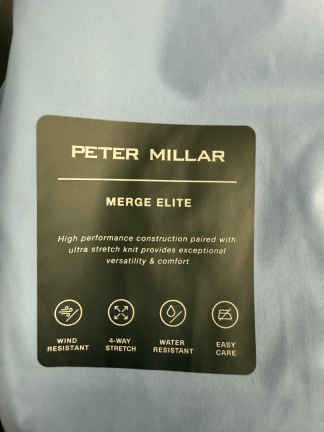 PETER MILLAR
MERGE ELITE
High performance construction paired with
ultra stretch knit provides exceptional
versatility & comfort
WIND
RESISTANT
4-WAY
STRETCH
WATER
RESISTANT
EASY
CARE